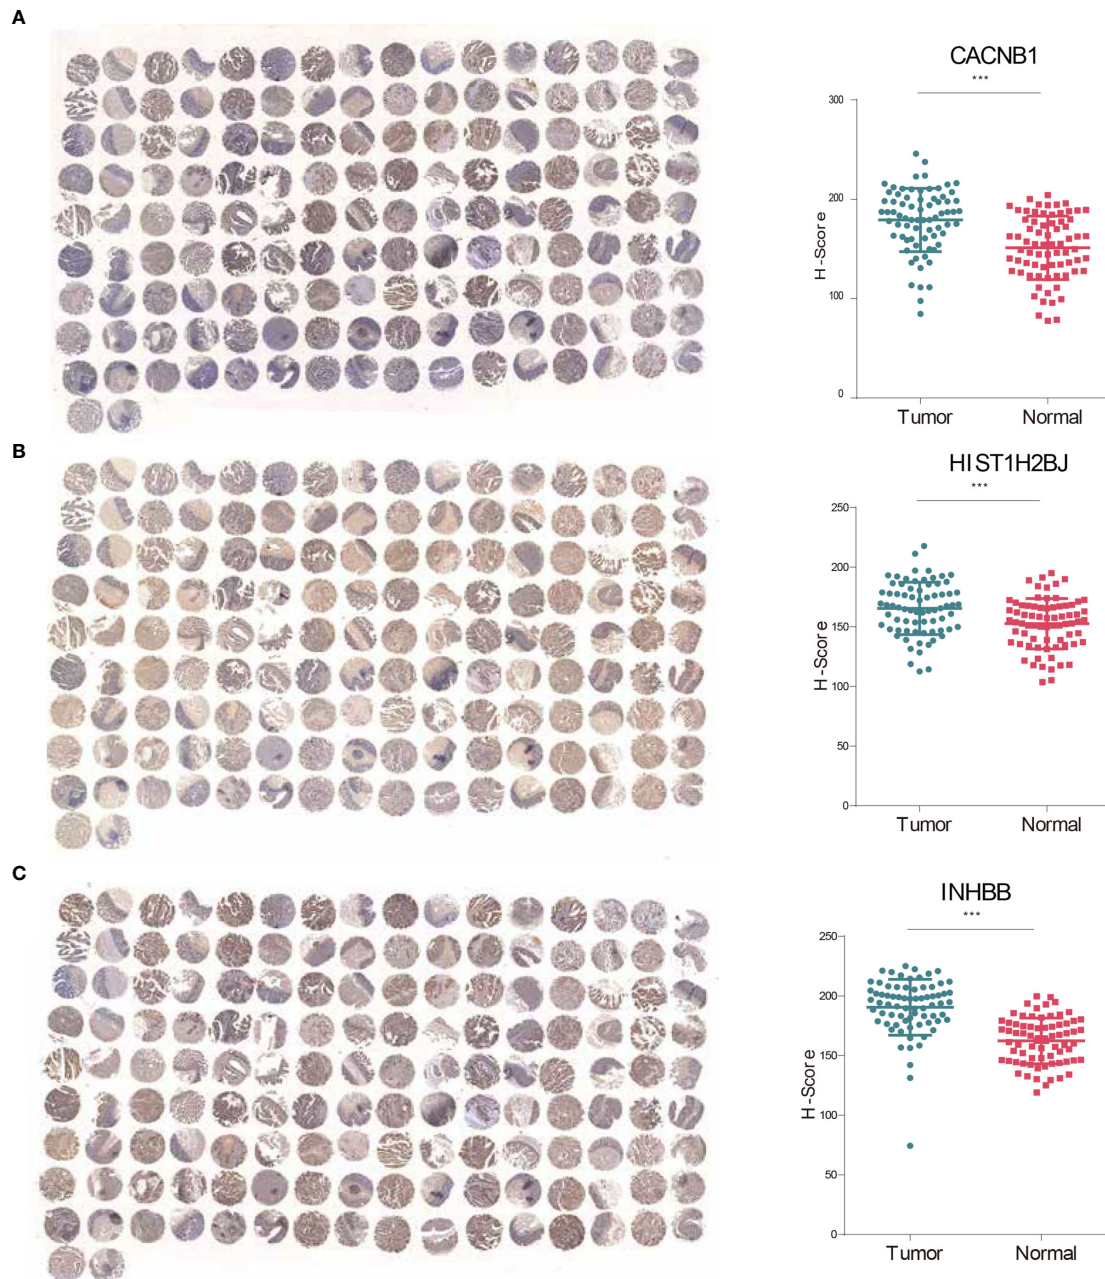 A
CACNB1
***
300
200
100
0
H-Score
Tumor
Normal
B
HIST1H2BJ
***
250
200
150
100
50
0
H-Score
Tumor
Normal
C
INHBB
***
250
200
150
100
50
0
H-Score
Tumor
Normal